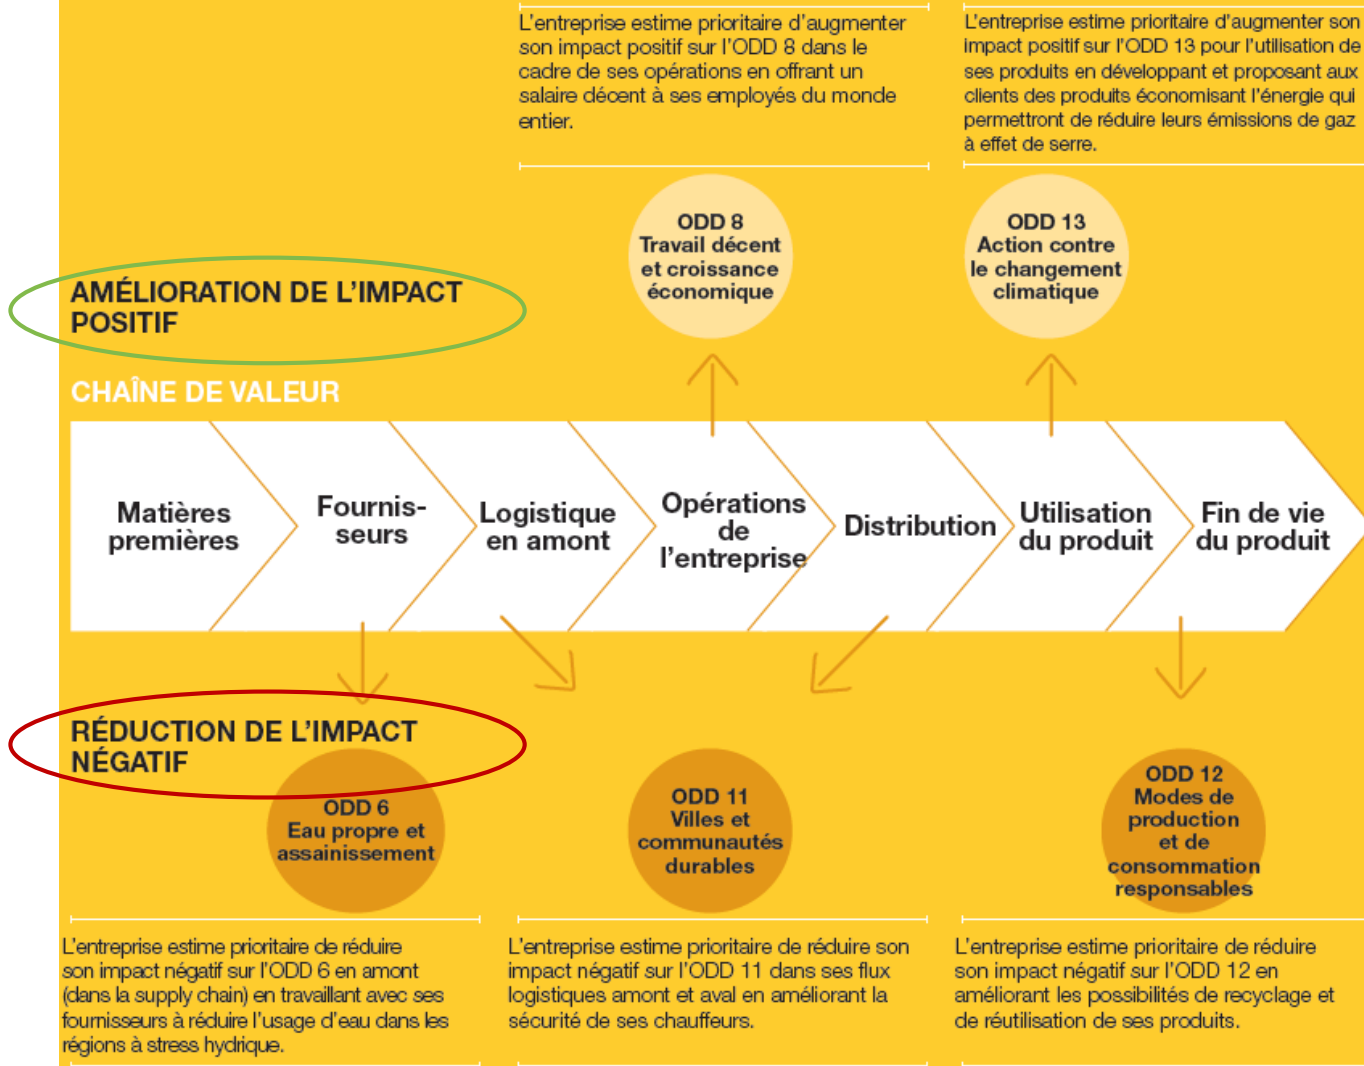 L'entreprise estime prioritaire d'augmenter
son impact positif sur l'ODD 8 dans le
cadre de ses opérations en offrant un
salaire décent à ses employés du monde
entier.
L'entreprise estime prioritaire d'augmenter son
impact positif sur l'ODD 13 pour l'utilisation de
ses produits en développant et proposant aux
clients des produits économisant l'énergie qui
permettront de réduire leurs émissions de gaz
à effet de serre.
ODD 8
Travail décent
et croissance
économique
ODD 13
Action contre
le changement
climatique
AMÉLIORATION DE L'IMPACT
POSITIF
CHAÎNE DE VALEUR
Matières
premières
Fournis-
seurs
Logistique
en amont
Opérations
de
l'entreprise
Distribution
Utilisation
du produit
Fin de vie
du produit
RÉDUCTION DE L'IMPACT
NÉGATIF
ODD 6
Eau propre et
assainissement
ODD 11
Villes et
communautés
durables
ODD 12
Modes de
production
et de
consommation
responsables
L'entreprise estime prioritaire de réduire
son impact négatif sur l'ODD 6 en amont
(dans la supply chain) en travaillant avec ses
fournisseurs à réduire l'usage d'eau dans les
régions à stress hydrique.
L'entreprise estime prioritaire de réduire son
impact négatif sur l'ODD 11 dans ses flux
logistiques amont et aval en améliorant la
sécurité de ses chauffeurs.
L'entreprise estime prioritaire de réduire
son impact négatif sur l'ODD 12 en
améliorant les possibilités de recyclage et
de réutilisation de ses produits.